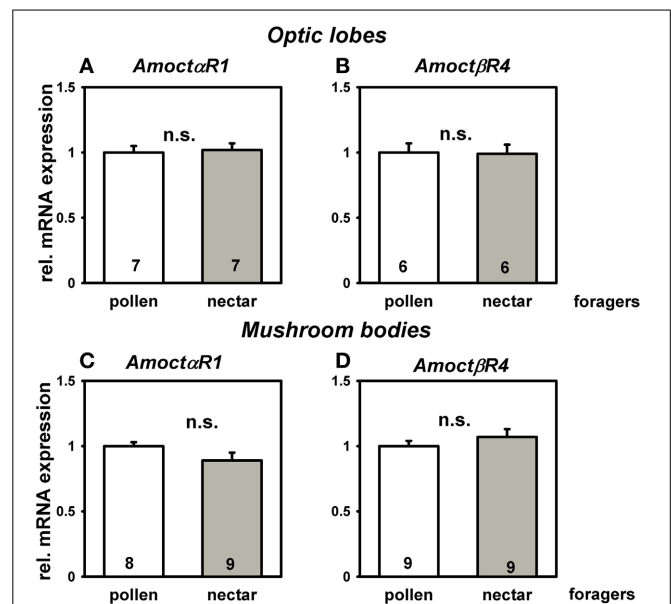 Optic lobes
A AmoctαR1
B AmoctβR4
rel. mRNA expression
1.5
1
0.5
0
n.s.
7 7
pollen nectar
1.5
1
0.5
0
n.s.
6 6
pollen nectar foragers
Mushroom bodies
C AmoctαR1
D AmoctβR4
rel. mRNA expression
1.5
1
0.5
0
n.s.
8 9
pollen nectar
1.5
1
0.5
0
n.s.
9 9
pollen nectar foragers